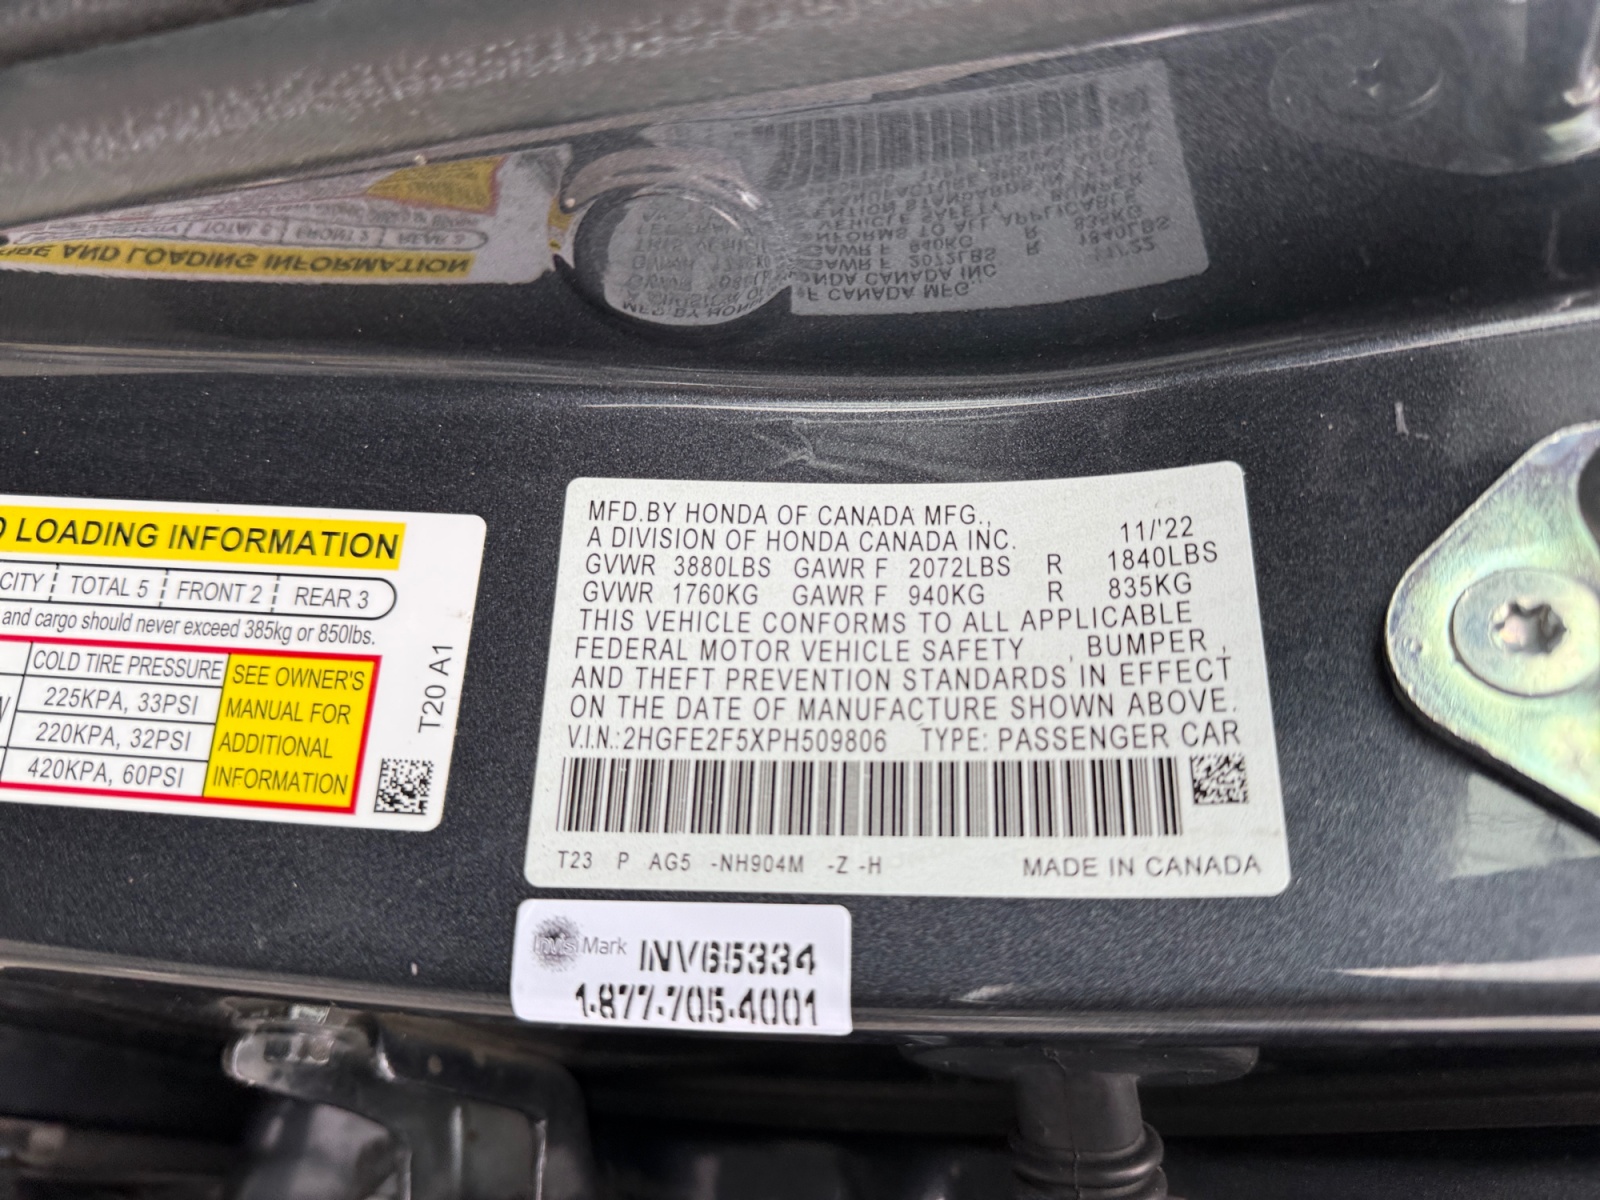 LOADING INFORMATION
CITY TOTAL 5 FRONT 2 REAR 3
and cargo should never exceed 385kg or 850lbs.
COLD TIRE PRESSURE
225KPA, 33PSI
220KPA, 32PSI
420KPA, 60PSI
SEE OWNER'S
MANUAL FOR
ADDITIONAL
INFORMATION
T20 A1
MFD.BY HONDA OF CANADA MFG.,
A DIVISION OF HONDA CANADA INC. 11/'22
GVWR 3880LBS GAWR F 2072LBS R 1840LBS
GVWR 1760KG GAWR F 940KG R 835KG
THIS VEHICLE CONFORMS TO ALL APPLICABLE
FEDERAL MOTOR VEHICLE SAFETY , BUMPER ,
AND THEFT PREVENTION STANDARDS IN EFFECT
ON THE DATE OF MANUFACTURE SHOWN ABOVE.
V.I.N.:2HGFE2F5XPH509806 TYPE: PASSENGER CAR
T23 P AG5 -NH904M -Z -H MADE IN CANADA
Invis Mark INV65334
1-877-705-4001